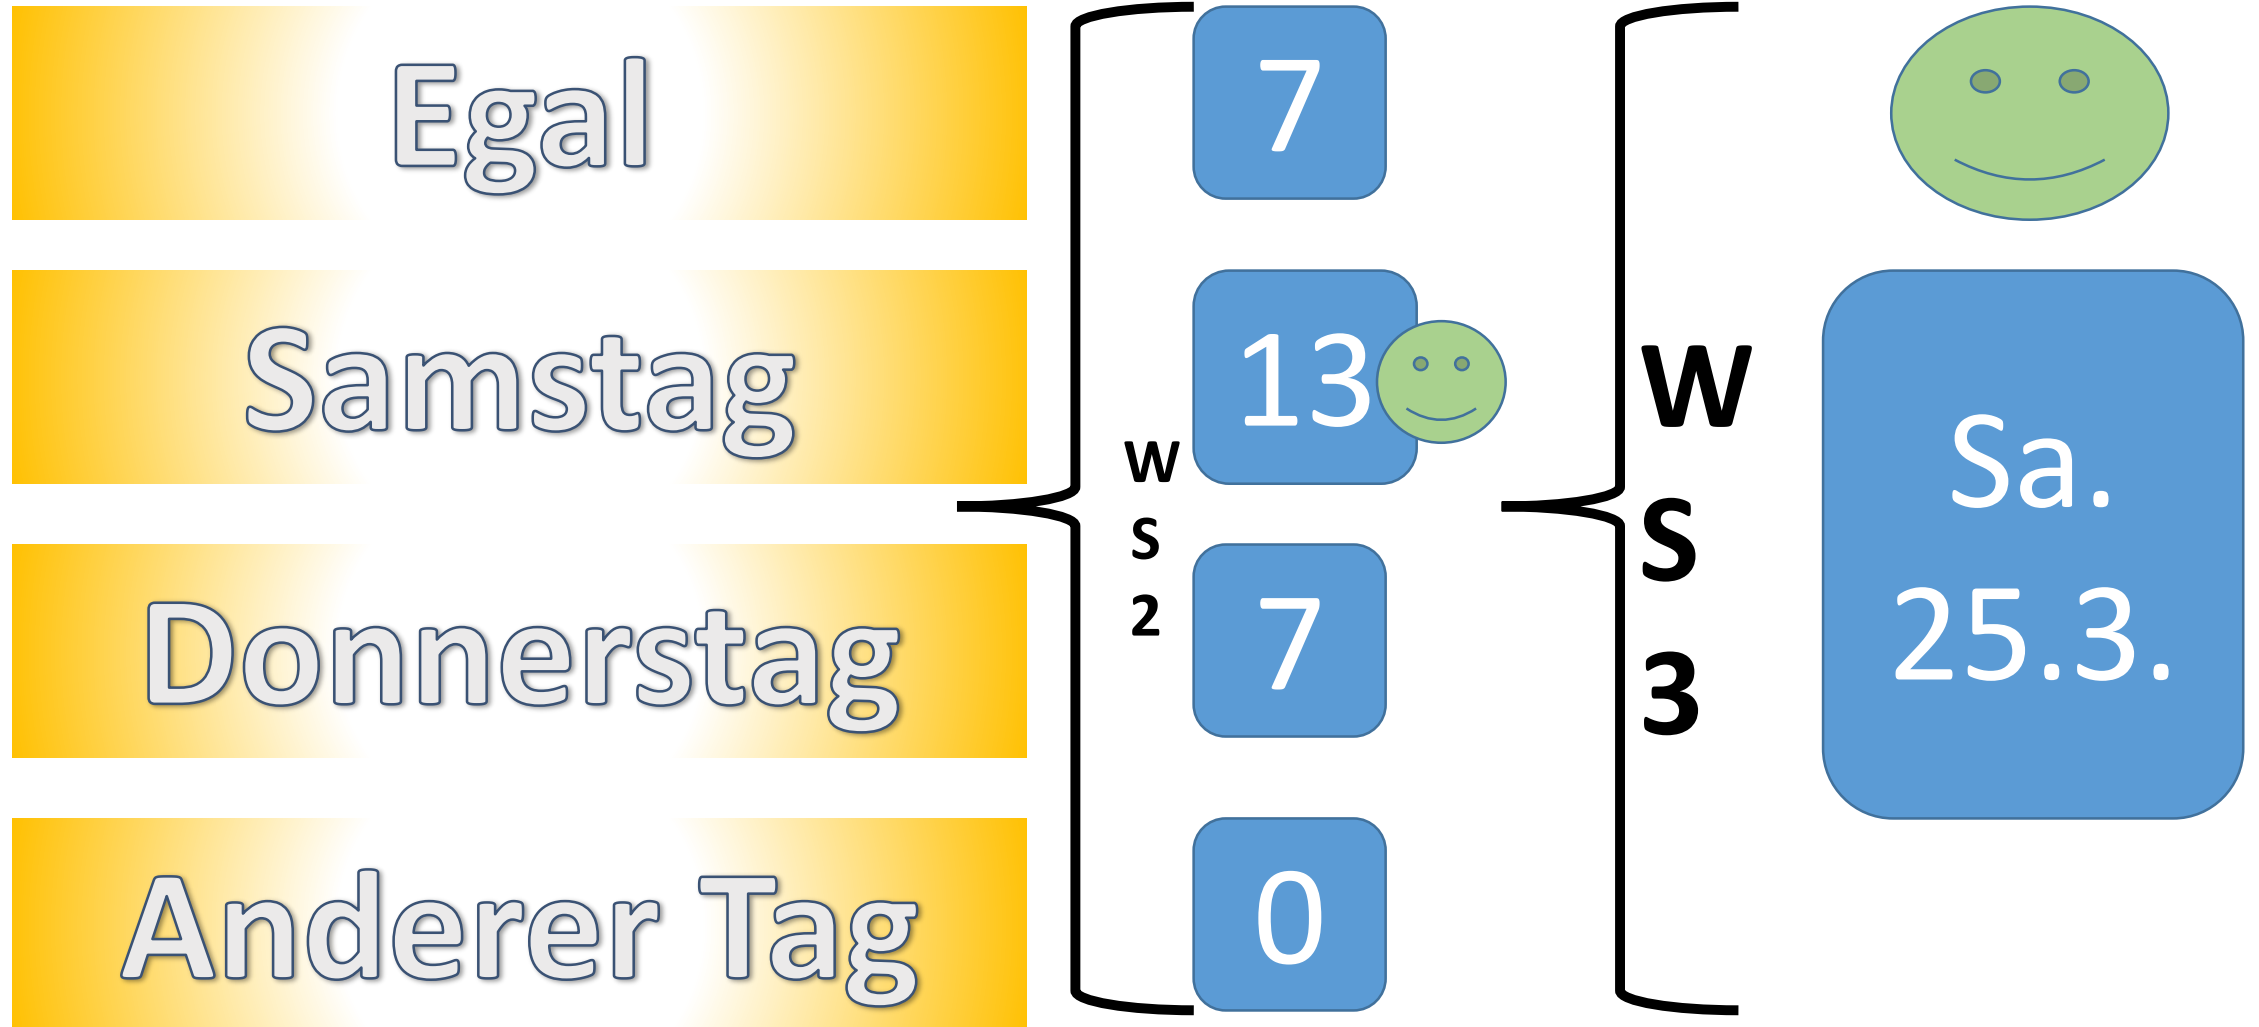 Egal
7
Samstag
13
Donnerstag
7
Anderer Tag
0
W
S
2
W
S
3
Sa.
25.3.